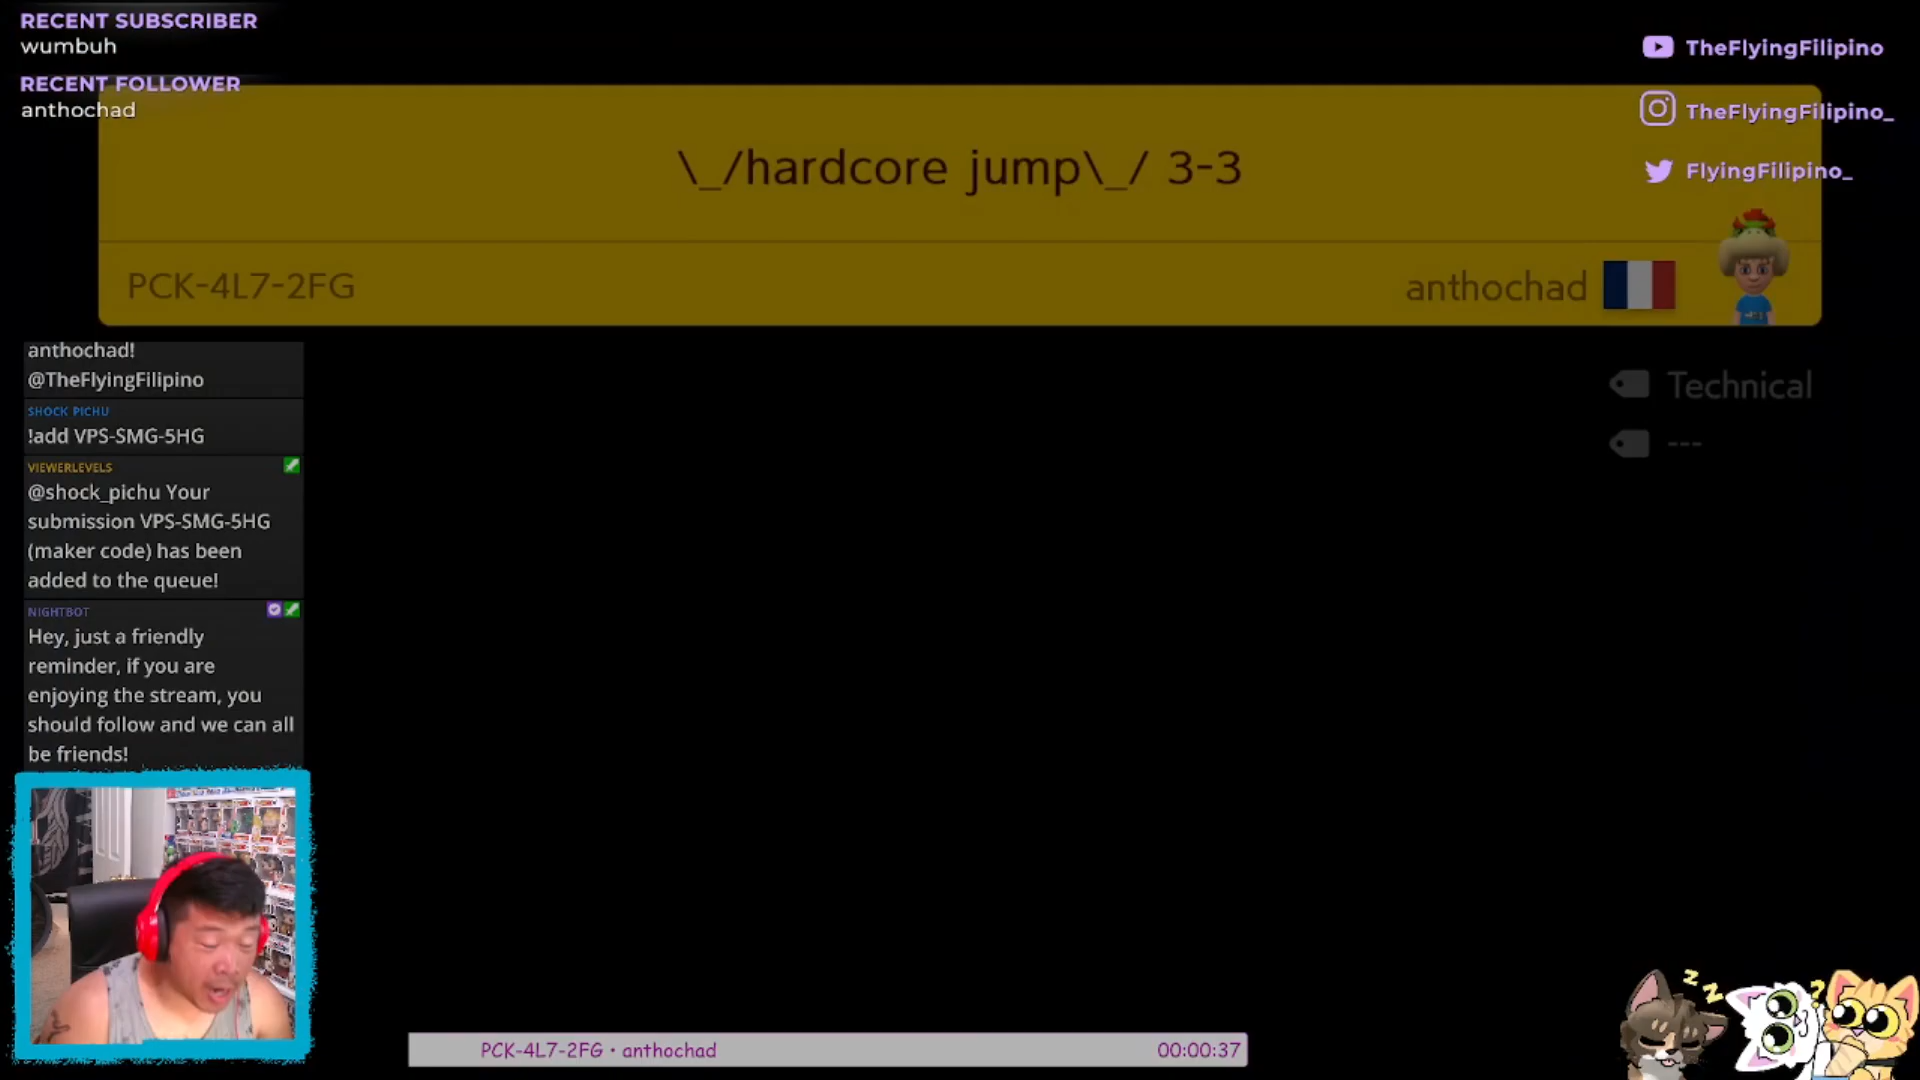 RECENT SUBSCRIBER
wumbuh
RECENT FOLLOWER
anthochad
TheFlyingFilipino
TheFlyingFilipino_
FlyingFilipino_
\_/hardcore jump\_/ 3-3
PCK-4L7-2FG
anthochad
Technical
---
anthochad!
@TheFlyingFilipino
SHOCK PICHU
!add VPS-SMG-5HG
VIEWERLEVELS
@shock_pichu Your
submission VPS-SMG-5HG
(maker code) has been
added to the queue!
NIGHTBOT
Hey, just a friendly
reminder, if you are
enjoying the stream, you
should follow and we can all
be friends!
PCK-4L7-2FG • anthochad
00:00:37
z z
?